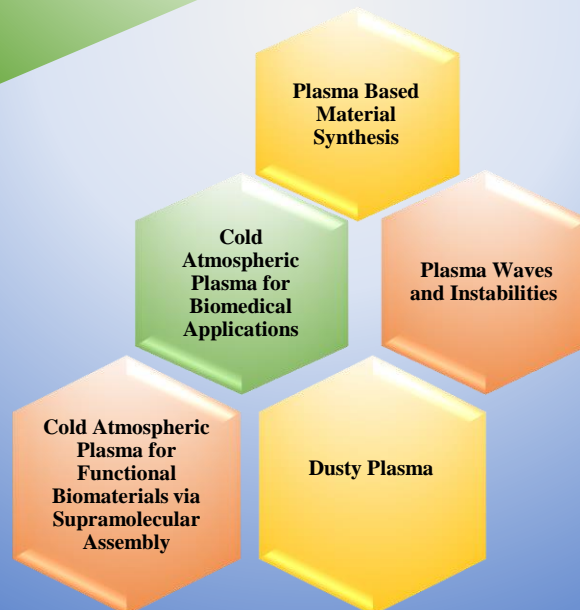 Plasma Based
Material
Synthesis
Cold
Atmospheric
Plasma for
Biomedical
Applications
Plasma Waves
and Instabilities
Cold Atmospheric
Plasma for
Functional
Biomaterials via
Supramolecular
Assembly
Dusty Plasma